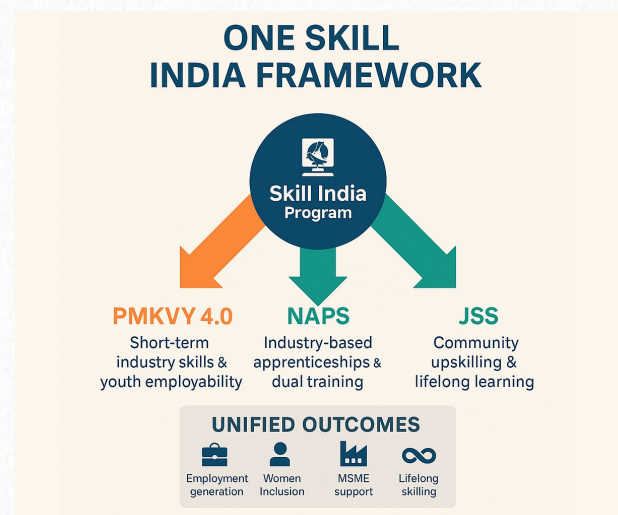 ONE SKILL
INDIA FRAMEWORK
Skill India
Program
PMKVY 4.0
Short-term
industry skills &
youth employability
NAPS
Industry-based
apprenticeships &
dual training
JSS
Community
upskilling &
lifelong learning
UNIFIED OUTCOMES
Employment
generation
Women
Inclusion
MSME
support
Lifelong
skilling